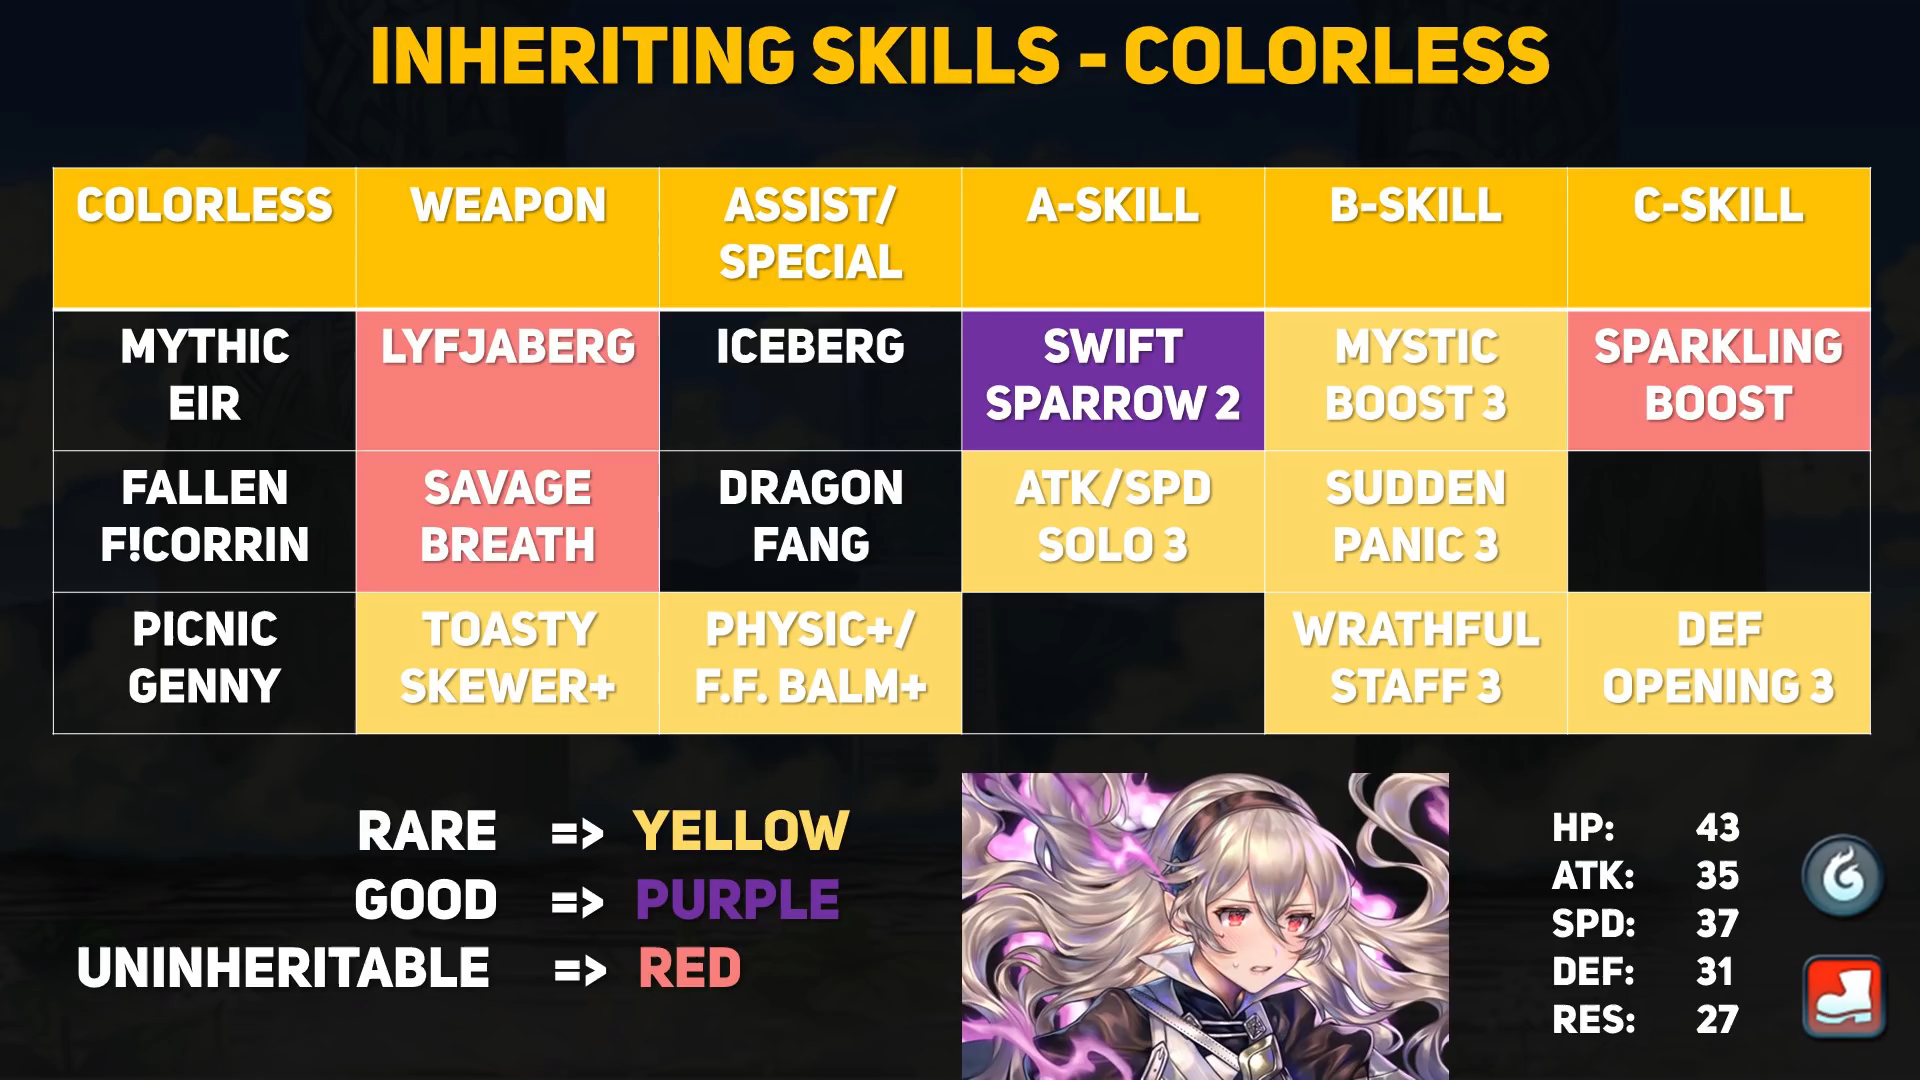 INHERITING SKILLS - COLORLESS
COLORLESS
WEAPON
ASSIST/
SPECIAL
A-SKILL
B-SKILL
C-SKILL
MYTHIC
EIR
LYFJABERG
ICEBERG
SWIFT
SPARROW 2
MYSTIC
BOOST 3
SPARKLING
BOOST
FALLEN
F!CORRIN
SAVAGE
BREATH
DRAGON
FANG
ATK/SPD
SOLO 3
SUDDEN
PANIC 3
PICNIC
GENNY
TOASTY
SKEWER+
PHYSIC+/
F.F. BALM+
WRATHFUL
STAFF 3
DEF
OPENING 3
RARE => YELLOW
GOOD => PURPLE
UNINHERITABLE => RED
HP: 43
ATK: 35
SPD: 37
DEF: 31
RES: 27